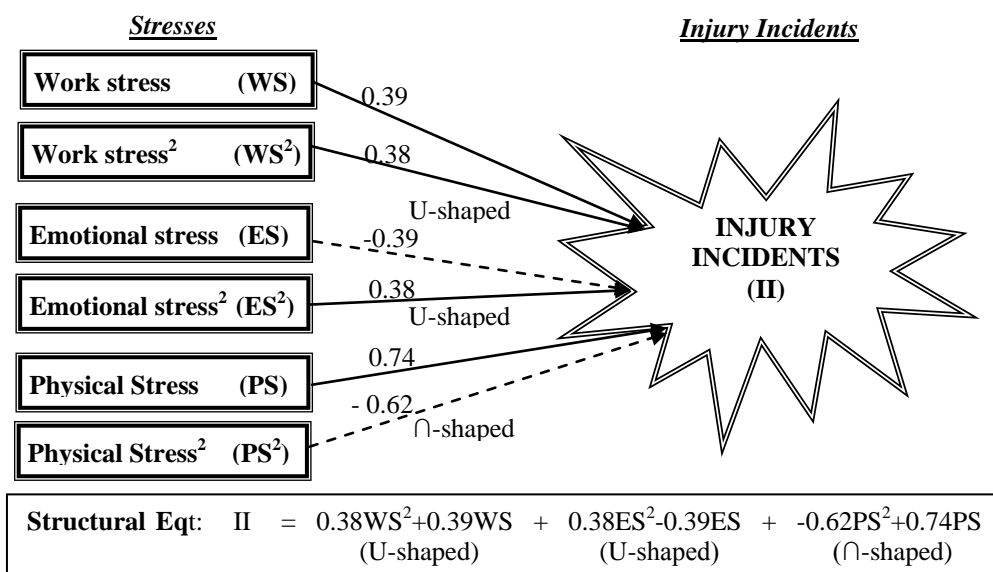 Stresses
Injury Incidents
Work stress (WS)
0.39
Work stress² (WS²)
0.38
U-shaped
Emotional stress (ES)
-0.39
Emotional stress² (ES²)
0.38
U-shaped
Physical Stress (PS)
0.74
Physical Stress² (PS²)
- 0.62
∩-shaped
INJURY
INCIDENTS
(II)
Structural Eqt: II = 0.38WS²+0.39WS + 0.38ES²-0.39ES + -0.62PS²+0.74PS
(U-shaped) (U-shaped) (∩-shaped)